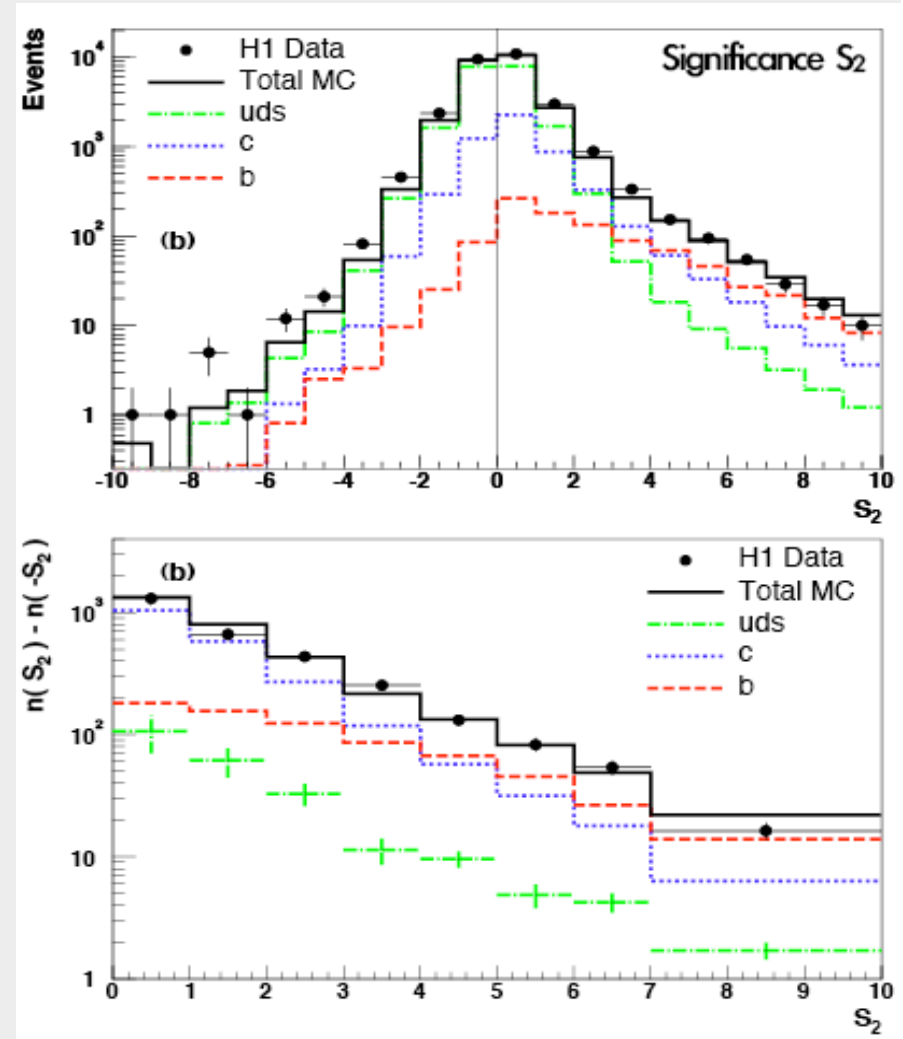 Events
10⁴
10³
10²
10
1
H1 Data
Total MC
uds
c
b
(b)
Significance S₂
-10 -8 -6 -4 -2 0 2 4 6 8 10
S₂
n( S₂) - n( -S₂)
10³
10²
10
1
(b)
H1 Data
Total MC
uds
c
b
0 1 2 3 4 5 6 7 8 9 10
S₂